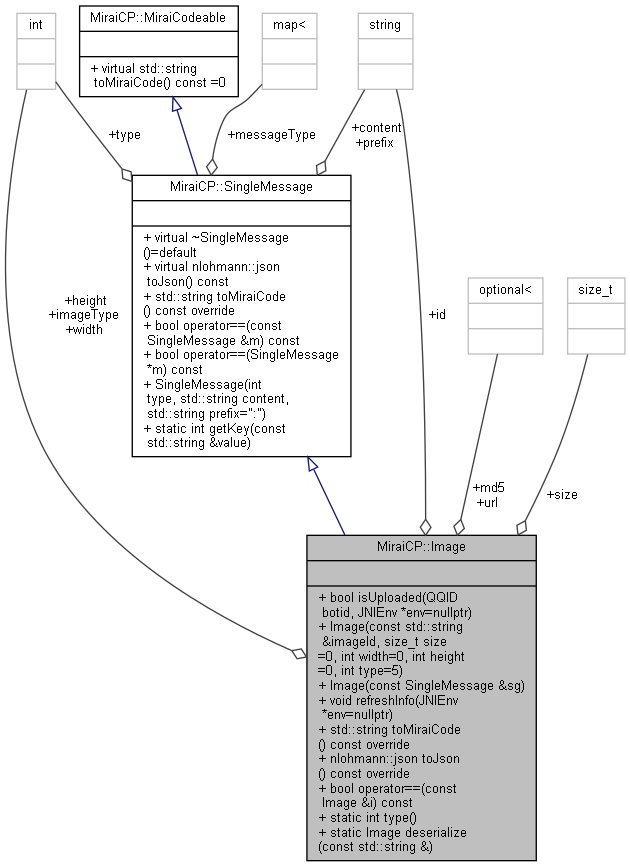 int
MiraiCP::MiraiCodeable
+ virtual std::string
toMiraiCode() const =0
map<
string
+type
+messageType
+content
+prefix
MiraiCP::SingleMessage
+ virtual ~SingleMessage
()=default
+ virtual nlohmann::json
toJson() const
+ std::string toMiraiCode
() const override
+ bool operator==(const
SingleMessage &m) const
+ bool operator==(SingleMessage
*m) const
+ SingleMessage(int
type, std::string content,
std::string prefix=":")
+ static int getKey(const
std::string &value)
+height
+imageType
+width
+id
optional<
size_t
+md5
+url
+size
MiraiCP::Image
+ bool isUploaded(QQID
botid, JNIEnv *env=nullptr)
+ Image(const std::string
&imageId, size_t size
=0, int width=0, int height
=0, int type=5)
+ Image(const SingleMessage &sg)
+ void refreshInfo(JNIEnv
*env=nullptr)
+ std::string toMiraiCode
() const override
+ nlohmann::json toJson
() const override
+ bool operator==(const
Image &i) const
+ static int type()
+ static Image deserialize
(const std::string &)